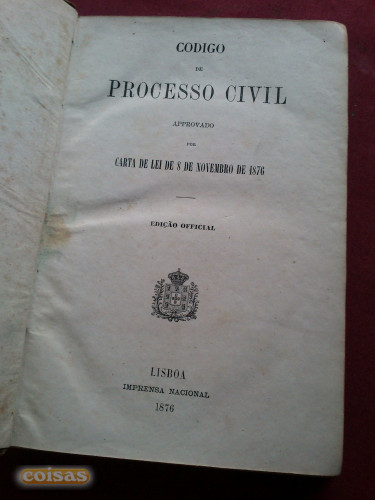 CODIGO
DE
PROCESSO CIVIL
APPROVADO
POR
CARTA DE LEI DE 8 DE NOVEMBRO DE 1876
EDIÇÃO OFFICIAL
LISBOA
IMPRENSA NACIONAL
1876
coisas